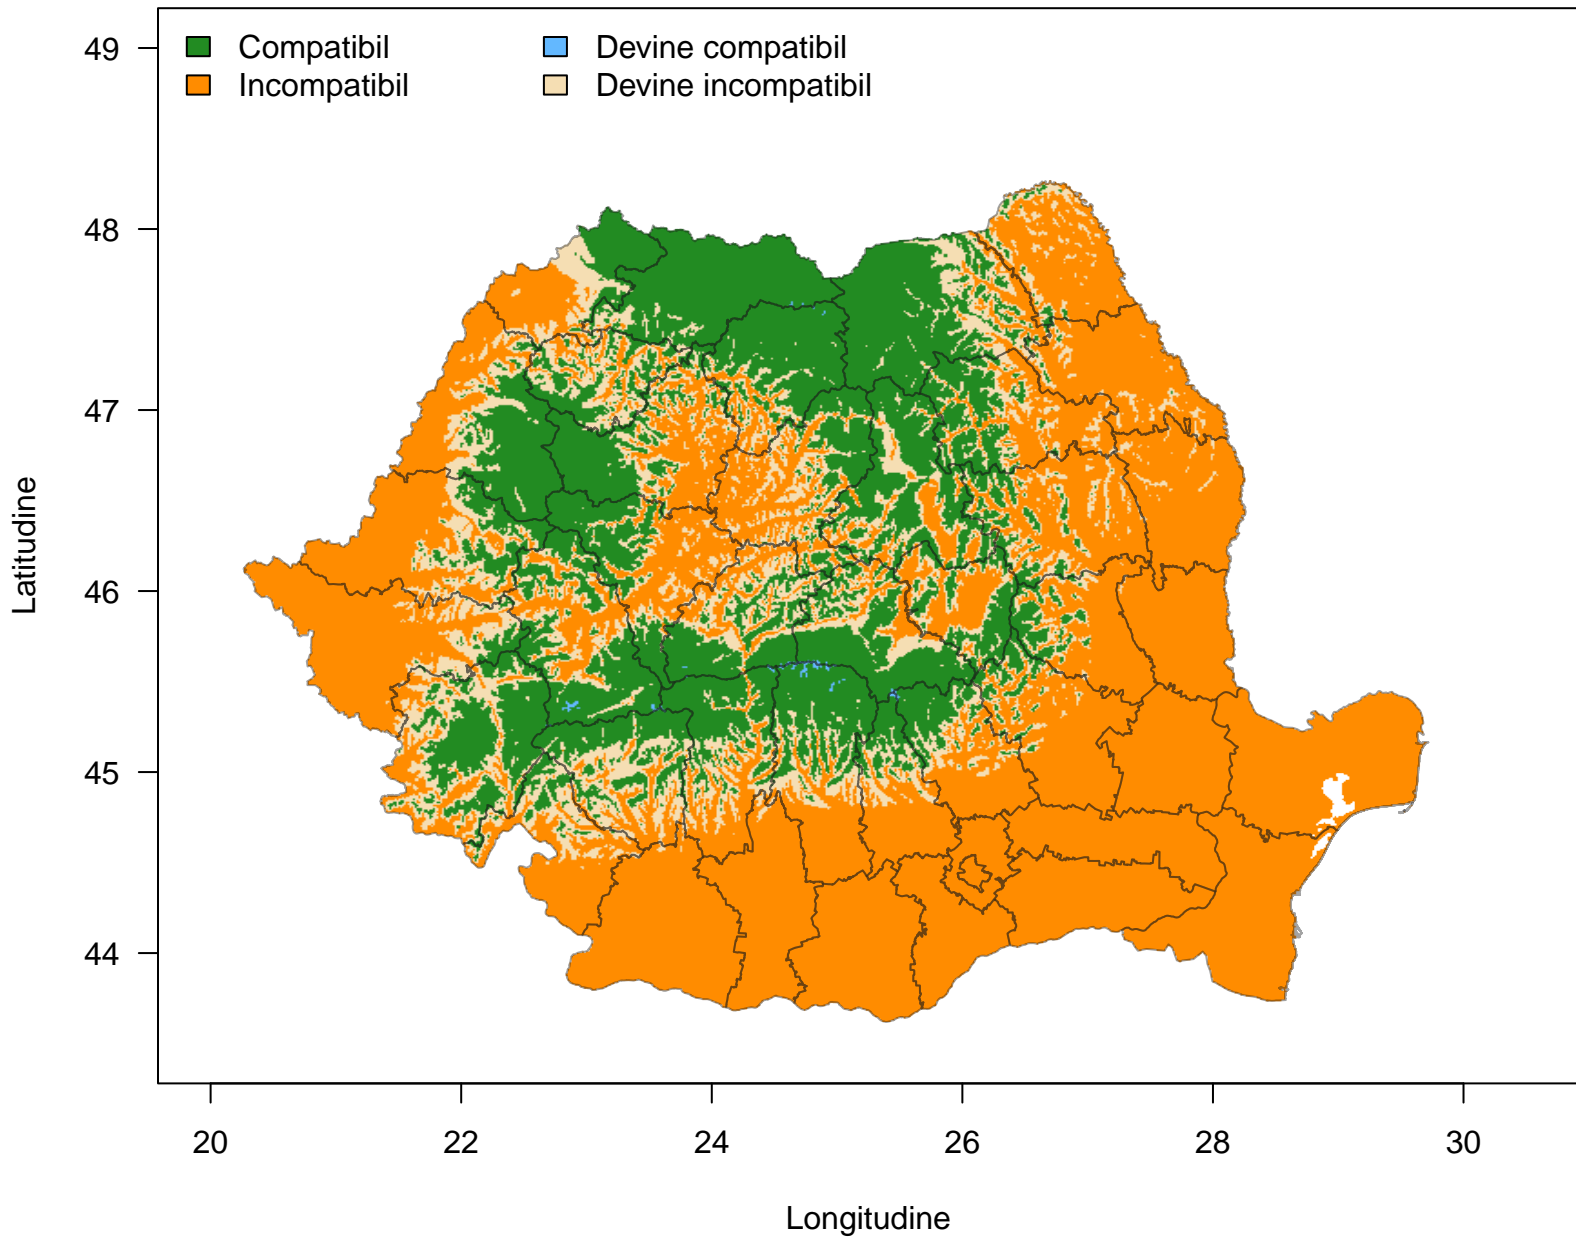 Compatibil
Incompatibil
Devine compatibil
Devine incompatibil
49
48
47
46
45
44
Latitudine
20 22 24 26 28 30
Longitudine